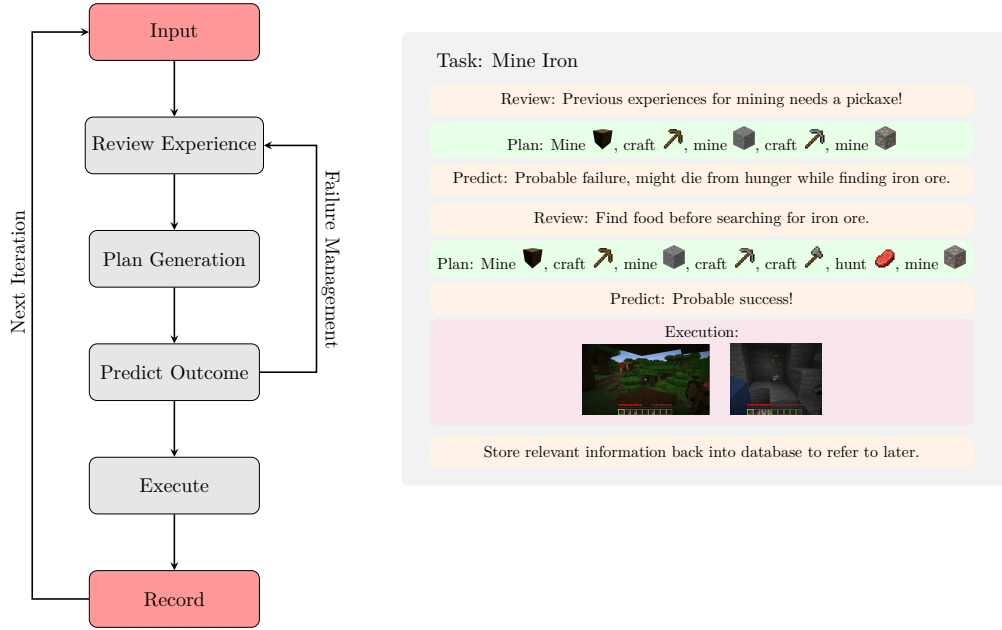 Input
Review Experience
Plan Generation
Predict Outcome
Execute
Record
Next Iteration
Failure Management
Task: Mine Iron
Review: Previous experiences for mining needs a pickaxe!
Plan: Mine , craft , mine , craft , mine
Predict: Probable failure, might die from hunger while finding iron ore.
Review: Find food before searching for iron ore.
Plan: Mine , craft , mine , craft , craft , hunt , mine
Predict: Probable success!
Execution:
Store relevant information back into database to refer to later.